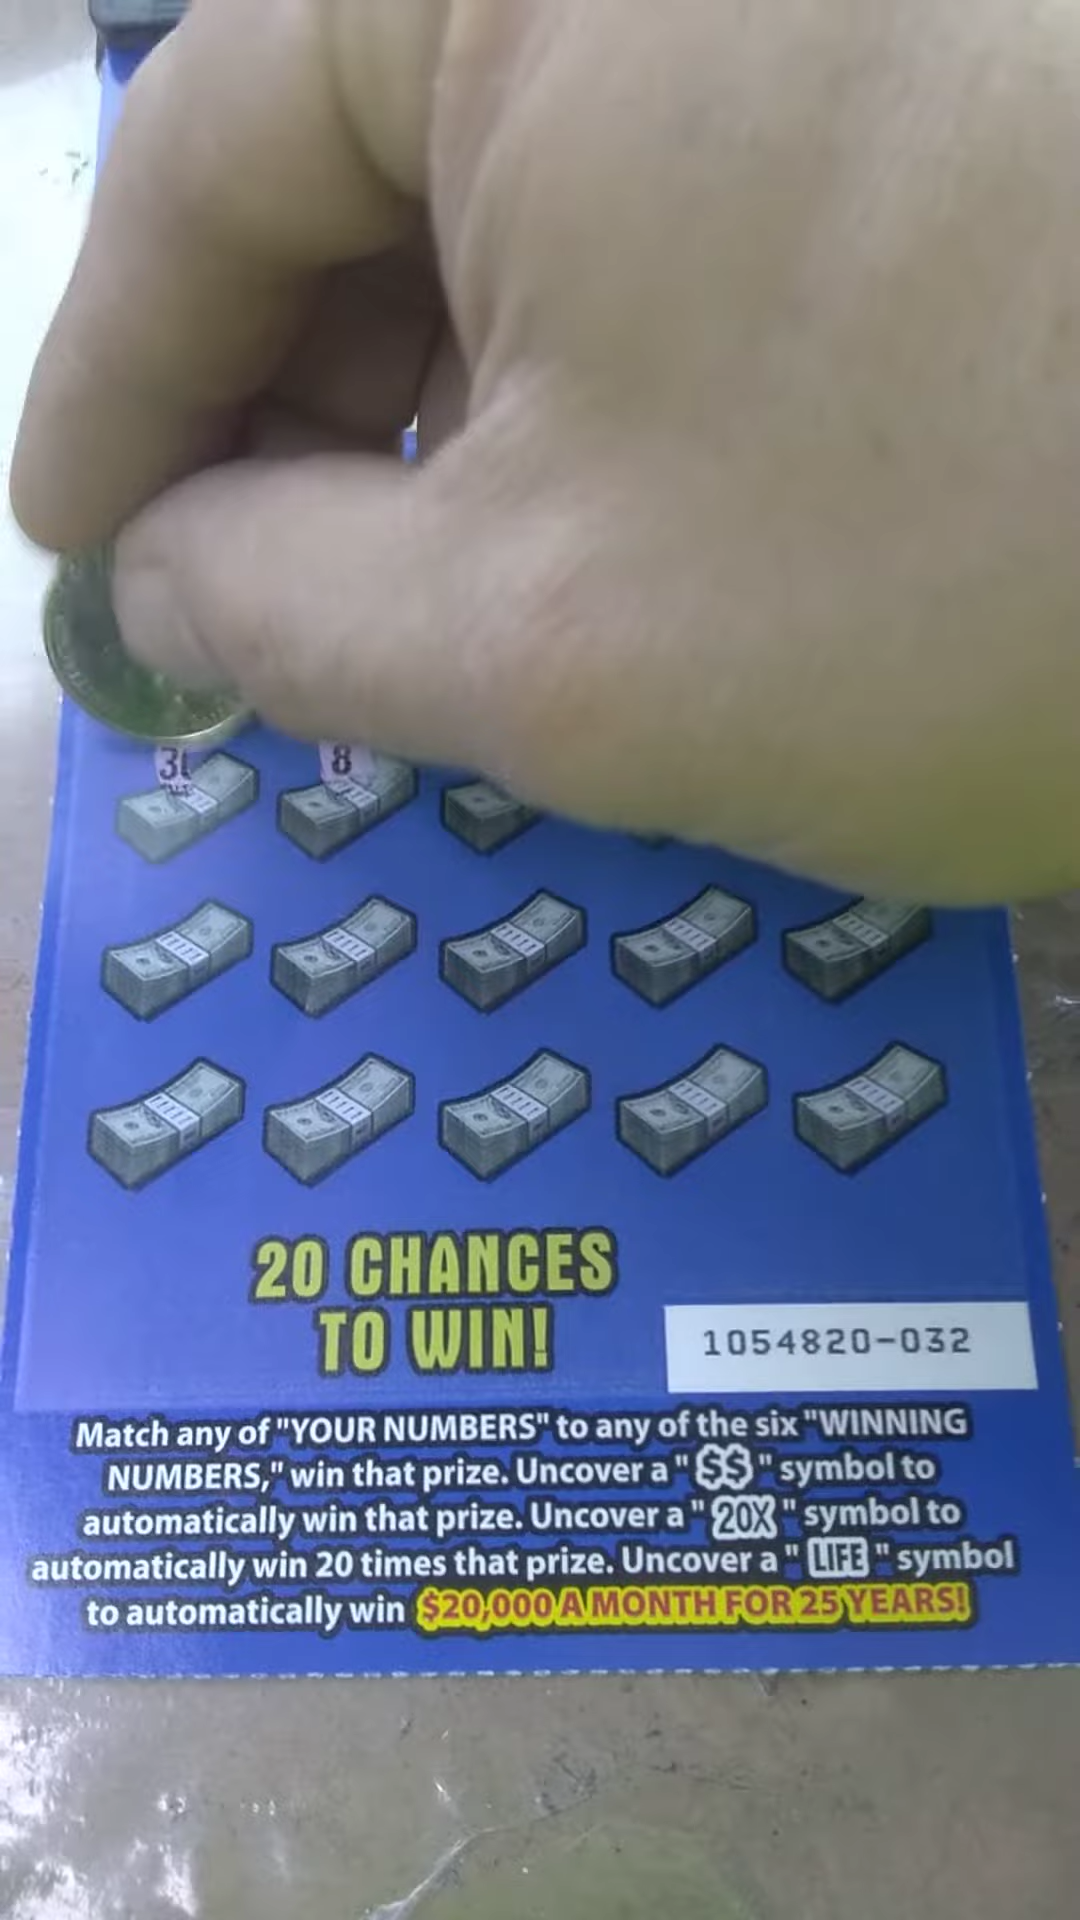 8
20 CHANCES
TO WIN!
1054820-032
Match any of "YOUR NUMBERS" to any of the six "WINNING
NUMBERS," win that prize. Uncover a " $$ " symbol to
automatically win that prize. Uncover a " 20X " symbol to
automatically win 20 times that prize. Uncover a " LIFE " symbol
to automatically win $20,000 A MONTH FOR 25 YEARS!